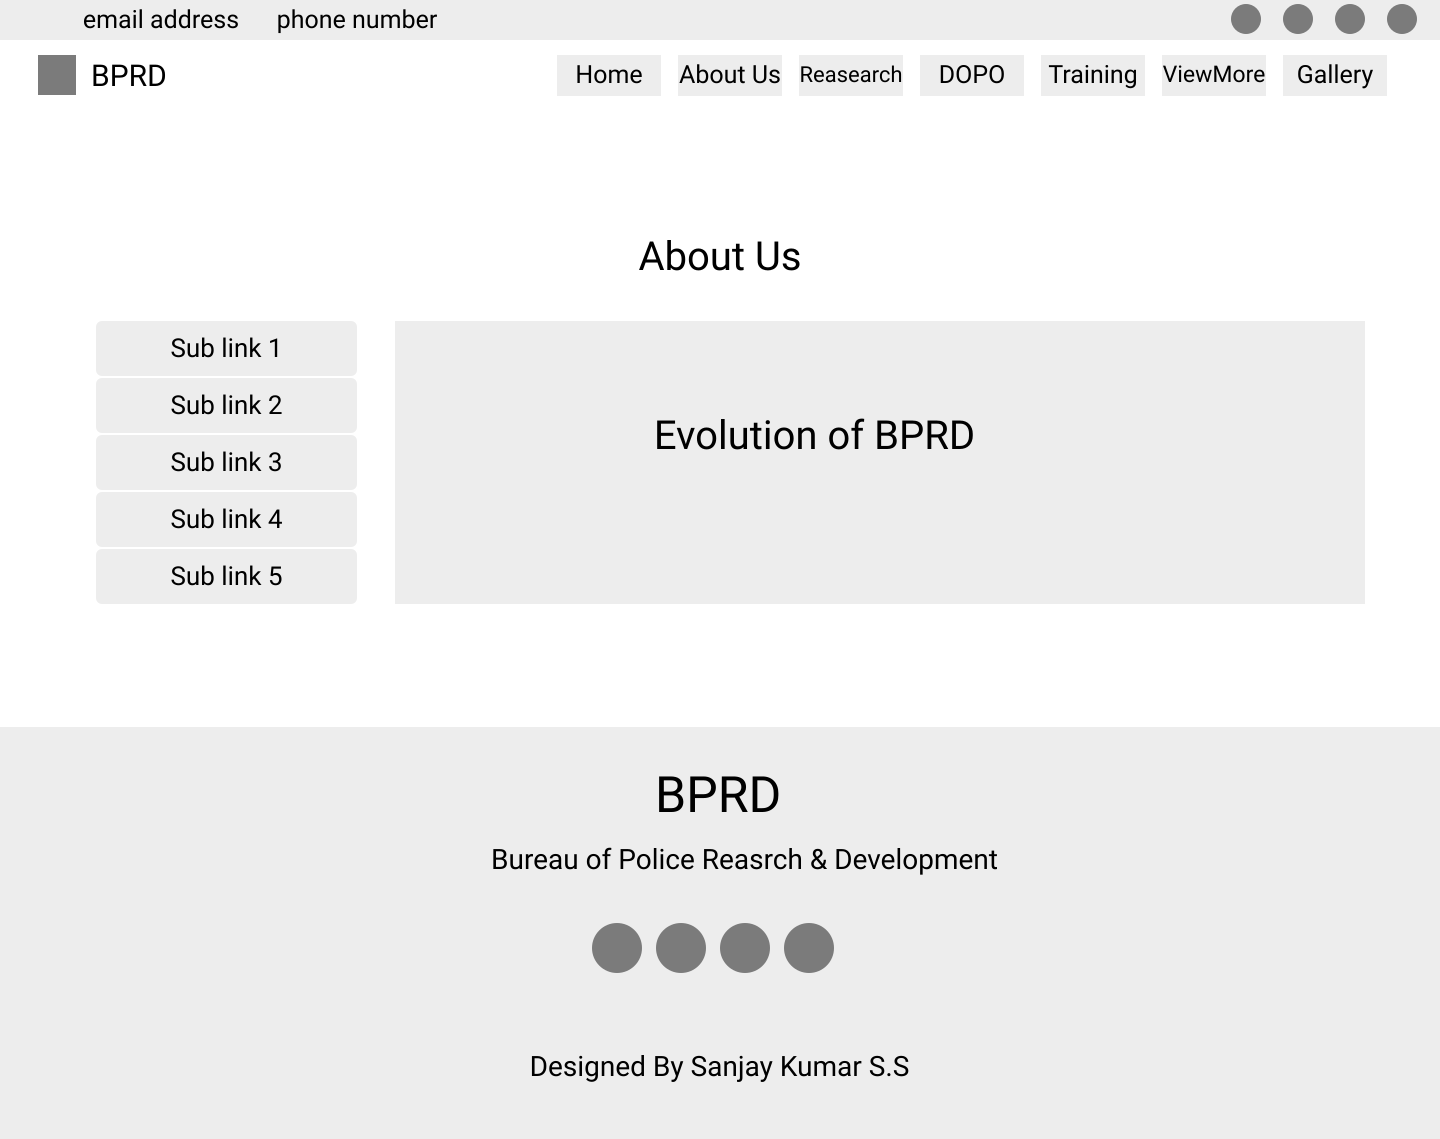 email address phone number
BPRD Home About Us Reasearch DOPO Training ViewMore Gallery
About Us
Sub link 1
Sub link 2
Sub link 3
Sub link 4
Sub link 5
Evolution of BPRD
BPRD
Bureau of Police Reasrch & Development
Designed By Sanjay Kumar S.S